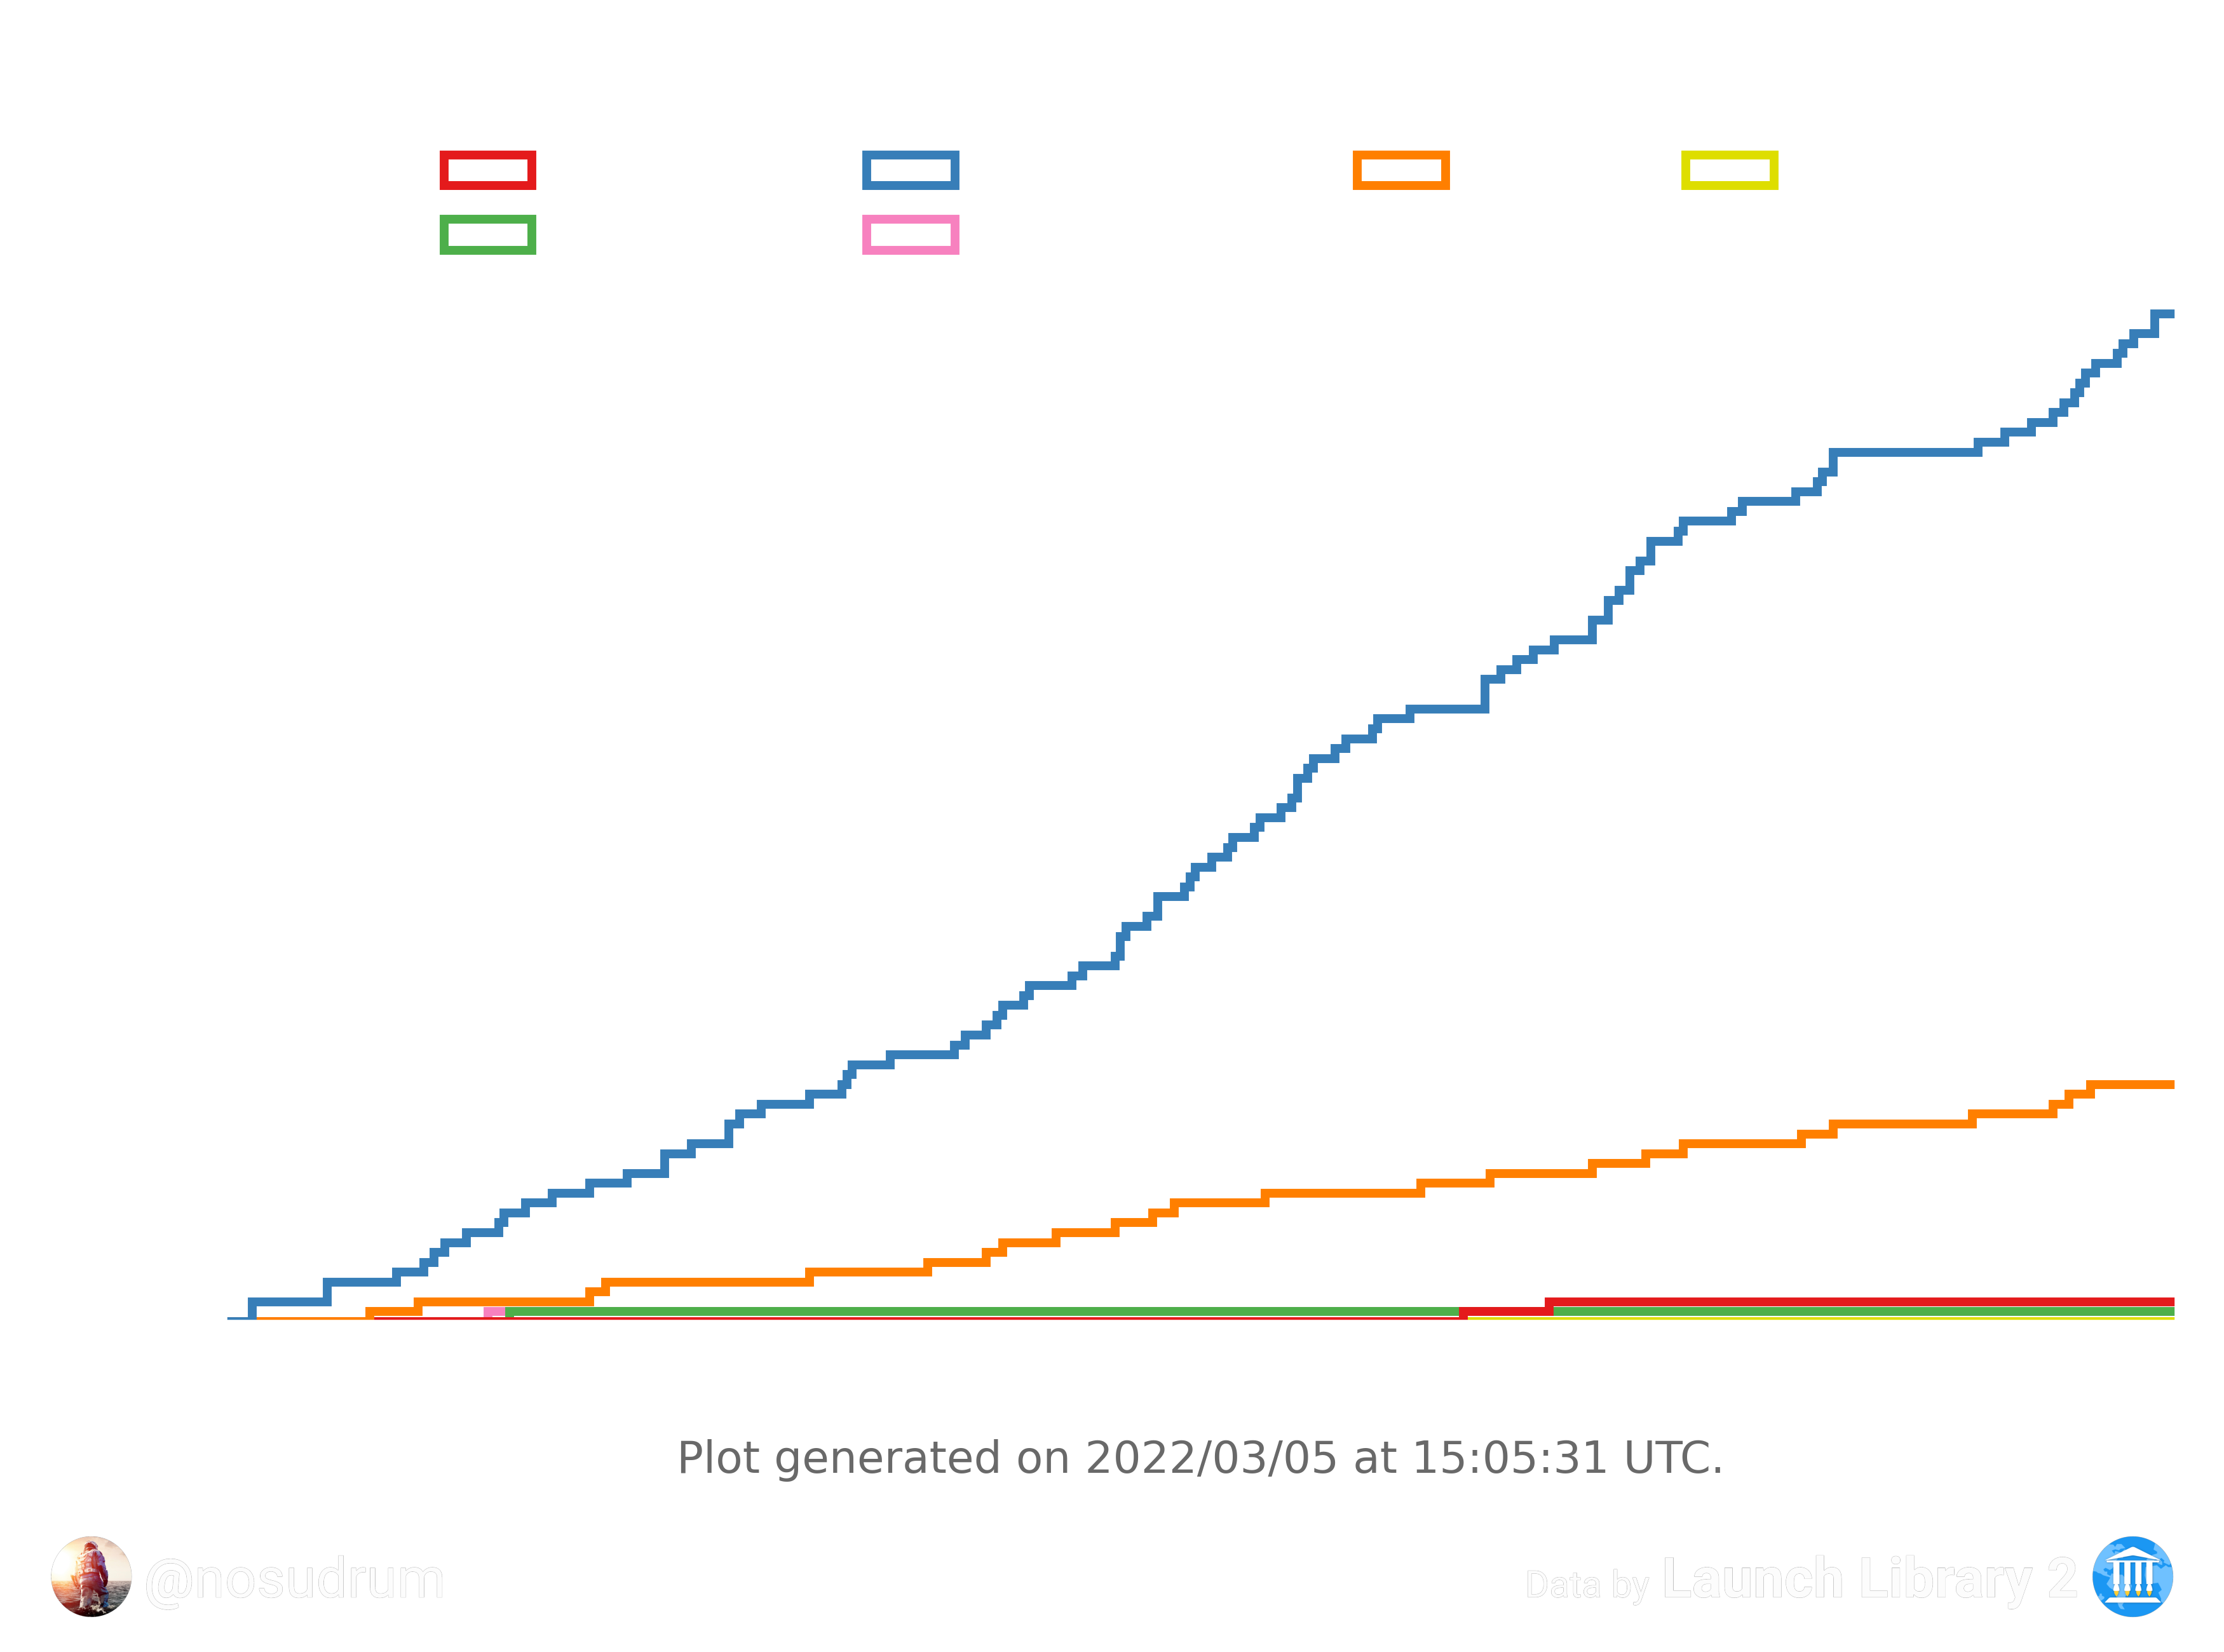 Plot generated on 2022/03/05 at 15:05:31 UTC.
@nosudrum
Data by Launch Library 2